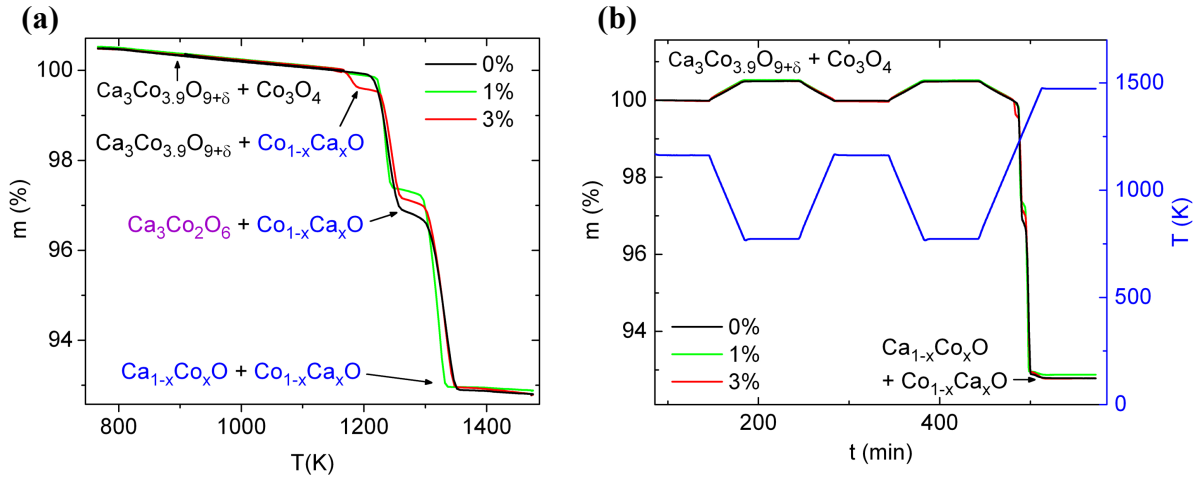 (a)
0%
1%
3%
Ca₃Co₃.₉O₉₊δ + Co₃O₄
Ca₃Co₃.₉O₉₊δ + Co₁₋ₓCaₓO
Ca₃Co₂O₆ + Co₁₋ₓCaₓO
Ca₁₋ₓCoₓO + Co₁₋ₓCaₓO
100
98
96
94
m (%)
800
1000
1200
1400
T(K)
(b)
Ca₃Co₃.₉O₉₊δ + Co₃O₄
0%
1%
3%
Ca₁₋ₓCoₓO
+ Co₁₋ₓCaₓO
100
98
96
94
m (%)
200
400
t (min)
1500
1000
750
500
250
0
T (K)